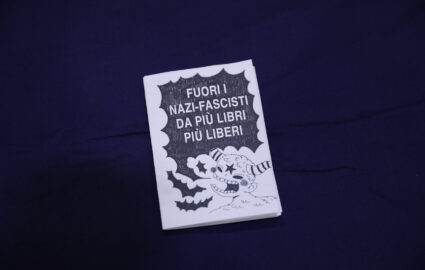 FUORI I
NAZI-FASCISTI
DA PIÙ LIBRI
PIÙ LIBERI